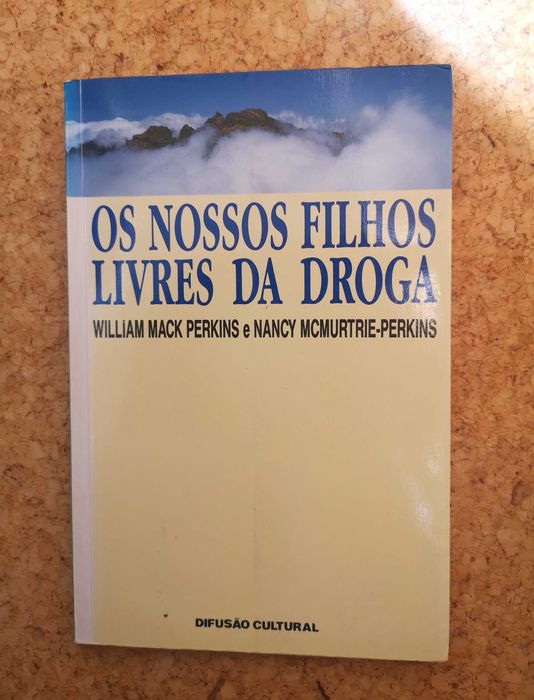 OS NOSSOS FILHOS
LIVRES DA DROGA
WILLIAM MACK PERKINS e NANCY MCMURTRIE-PERKINS
DIFUSÃO CULTURAL